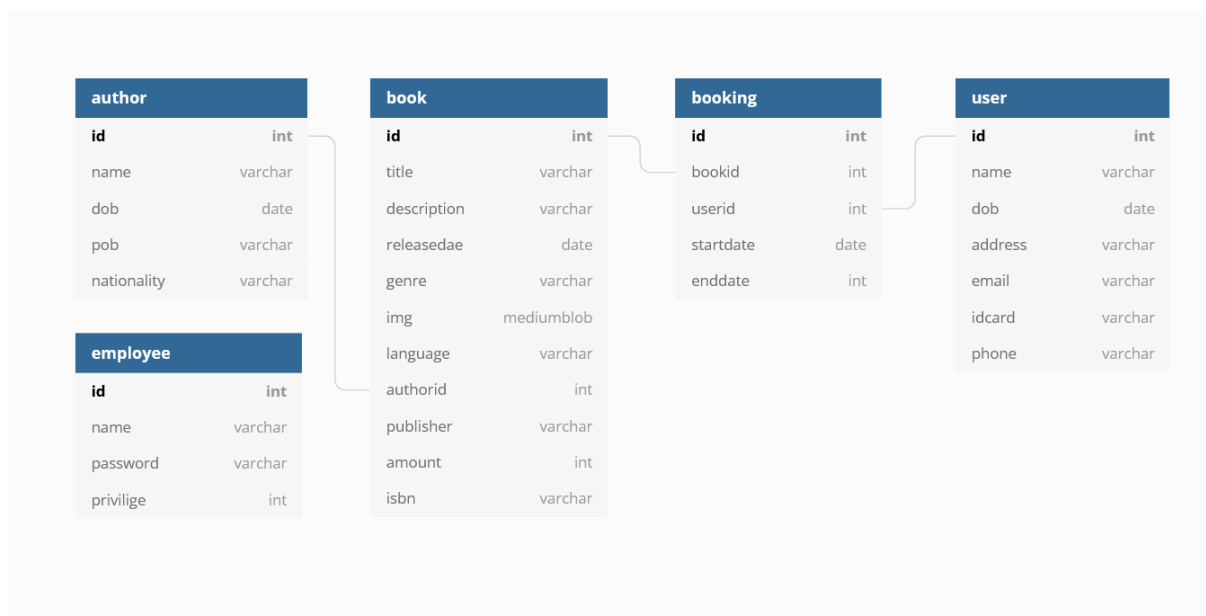 author
id int
name varchar
dob date
pob varchar
nationality varchar
employee
id int
name varchar
password varchar
privilige int
book
id int
title varchar
description varchar
releasedae date
genre varchar
img mediumblob
language varchar
authorid int
publisher varchar
amount int
isbn varchar
booking
id int
bookid int
userid int
startdate date
enddate int
user
id int
name varchar
dob date
address varchar
email varchar
idcard varchar
phone varchar